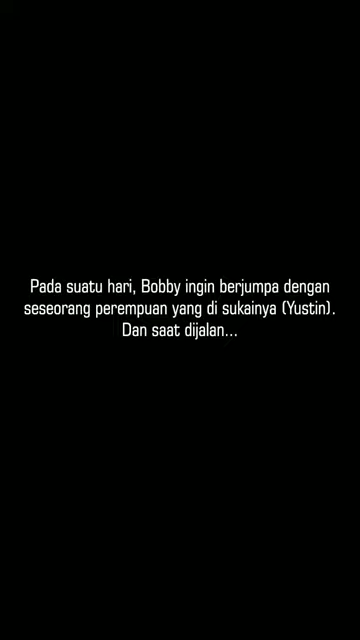 Pada suatu hari, Bobby ingin berjumpa dengan
seseorang perempuan yang di sukainya (Yustin).
Dan saat dijalan...